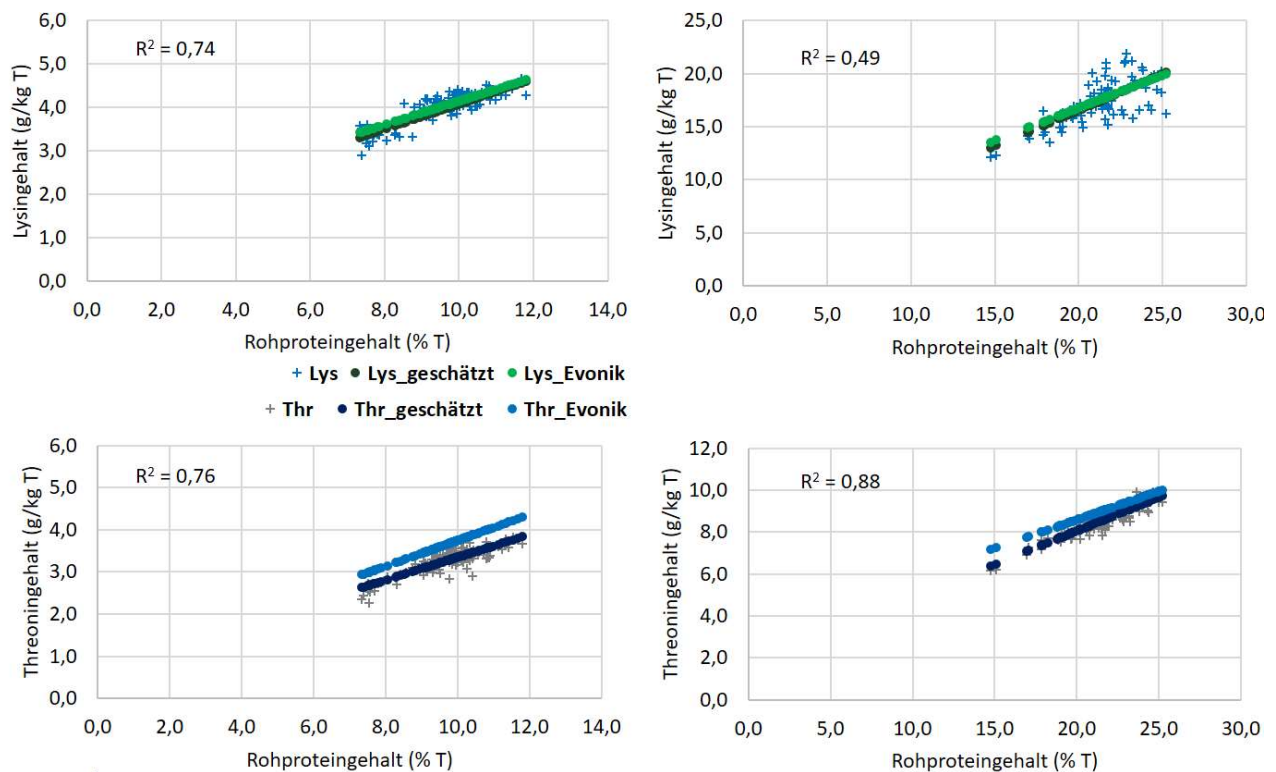 6,0
5,0
4,0
3,0
2,0
1,0
0,0
R² = 0,74
Lysingehalt (g/kg T)
0,0 2,0 4,0 6,0 8,0 10,0 12,0 14,0
Rohproteingehalt (% T)
25,0
20,0
15,0
10,0
5,0
0,0
R² = 0,49
Lysingehalt (g/kg T)
0,0 5,0 10,0 15,0 20,0 25,0 30,0
Rohproteingehalt (% T)
Lys Lys_geschätzt Lys_Evonik
Thr Thr_geschätzt Thr_Evonik
6,0
5,0
4,0
3,0
2,0
1,0
0,0
R² = 0,76
Threoningehalt (g/kg T)
0,0 2,0 4,0 6,0 8,0 10,0 12,0 14,0
Rohproteingehalt (% T)
12,0
10,0
8,0
6,0
4,0
2,0
0,0
R² = 0,88
Threoningehalt (g/kg T)
0,0 5,0 10,0 15,0 20,0 25,0 30,0
Rohproteingehalt (% T)